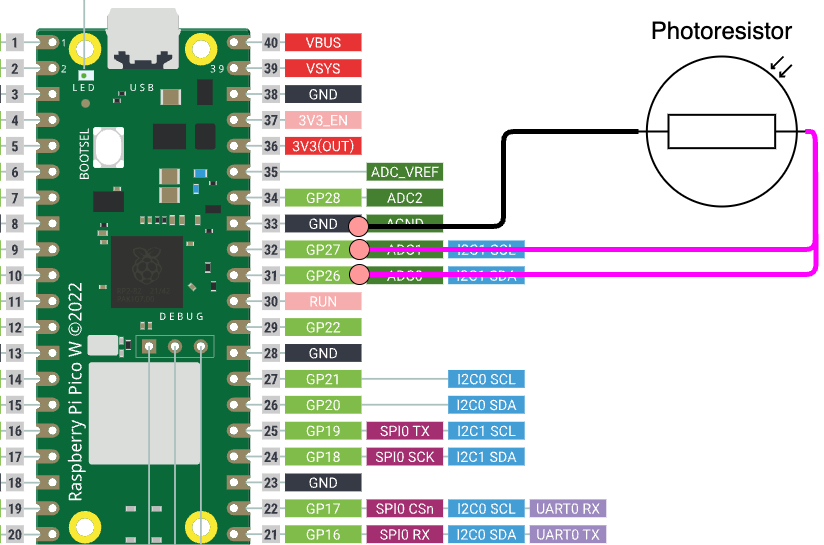 Photoresistor
1 1 40 VBUS
2 2 39 39 VSYS
LED USB
3 38 GND
4 37 3V3_EN
BOOTSEL
5 36 3V3(OUT)
6 35 ADC_VREF
7 34 GP28 ADC2
8 33 GND AGND
9 32 GP27 ADC1 I2C1 SCL
10 31 GP26 ADC0 I2C1 SDA
11 30 RUN
DEBUG
12 29 GP22
13 28 GND
Raspberry Pi Pico W ©2022
14 27 GP21 I2C0 SCL
15 26 GP20 I2C0 SDA
16 25 GP19 SPI0 TX I2C1 SCL
17 24 GP18 SPI0 SCK I2C1 SDA
18 23 GND
19 22 GP17 SPI0 CSn I2C0 SCL UART0 RX
20 21 GP16 SPI0 RX I2C0 SDA UART0 TX